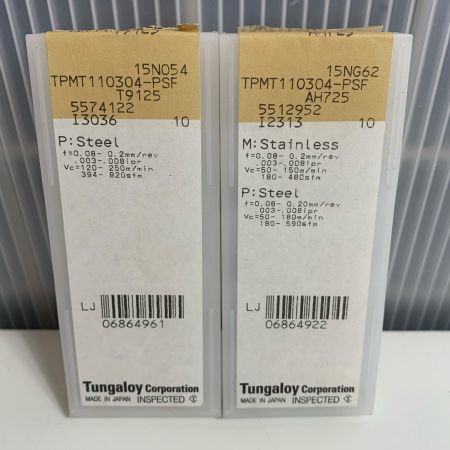 15N054
TPMT110304-PSF
T9125
5574122
I3036 10
P:Steel
f=0.08- 0.2mm/rev
.003-.008ipr
Vc=120- 250m/min
394- 820sfm
LJ
06864961
Tungaloy Corporation
MADE IN JAPAN INSPECTED
15NG62
TPMT110304-PSF
AH725
5512952
I2313 10
M:Stainless
f=0.08- 0.2mm/rev
.003-.008ipr
Vc=50- 150m/min
180- 480sfm
P:Steel
f=0.08- 0.20mm/rev
.003-.008ipr
Vc=50- 180m/min
180- 590sfm
LJ
06864922
Tungaloy Corporation
MADE IN JAPAN INSPECTED